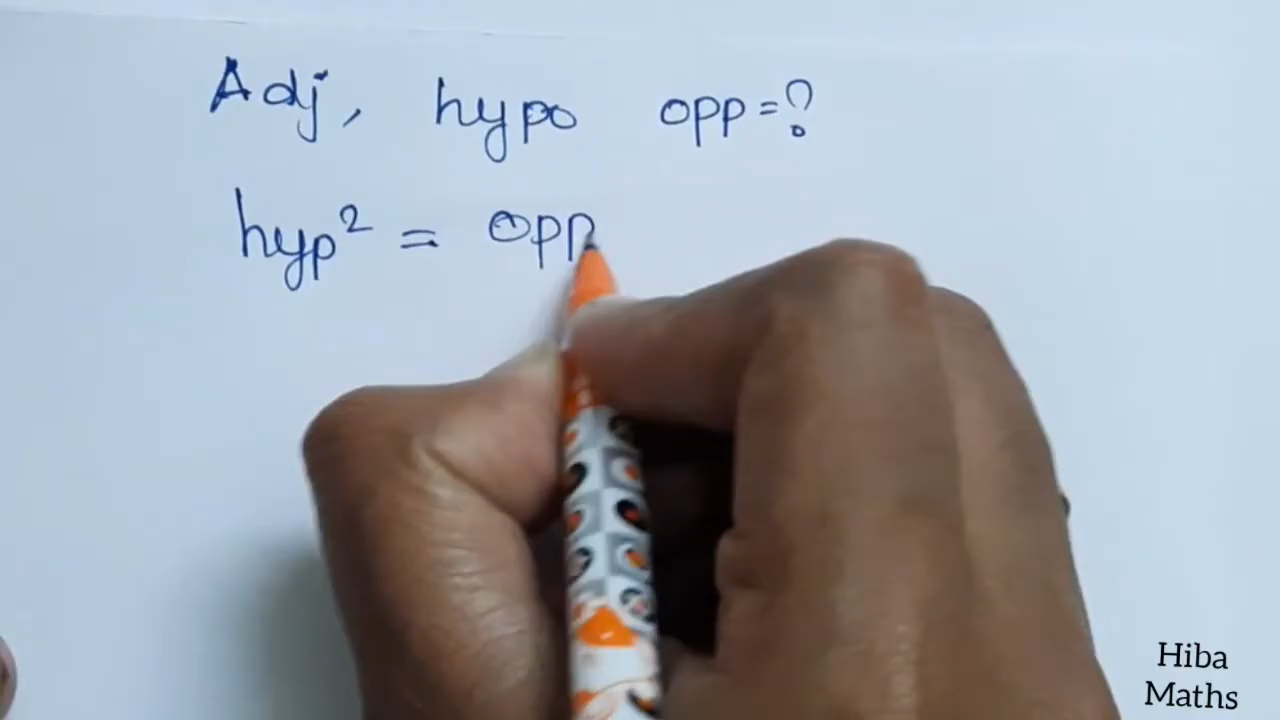 Adj, hypo opp=?
hyp² = opp
Hiba
Maths